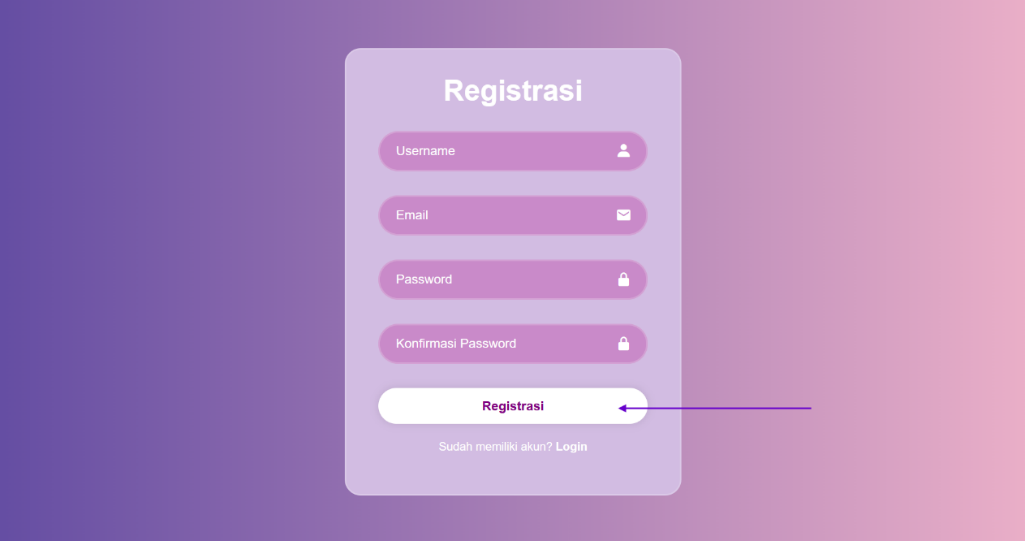 Registrasi
Username
Email
Password
Konfirmasi Password
Registrasi
Sudah memiliki akun? Login